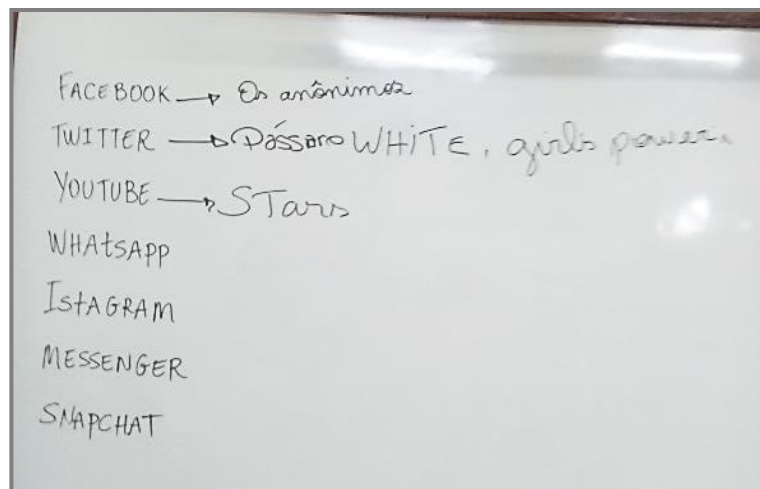 FACEBOOK → Os anônimos
TWITTER → Pássaro WHiTE, girls power.
YOUTUBE → STars
WHAtsAPP
IStAGRAM
MESSENGER
SNAPCHAT